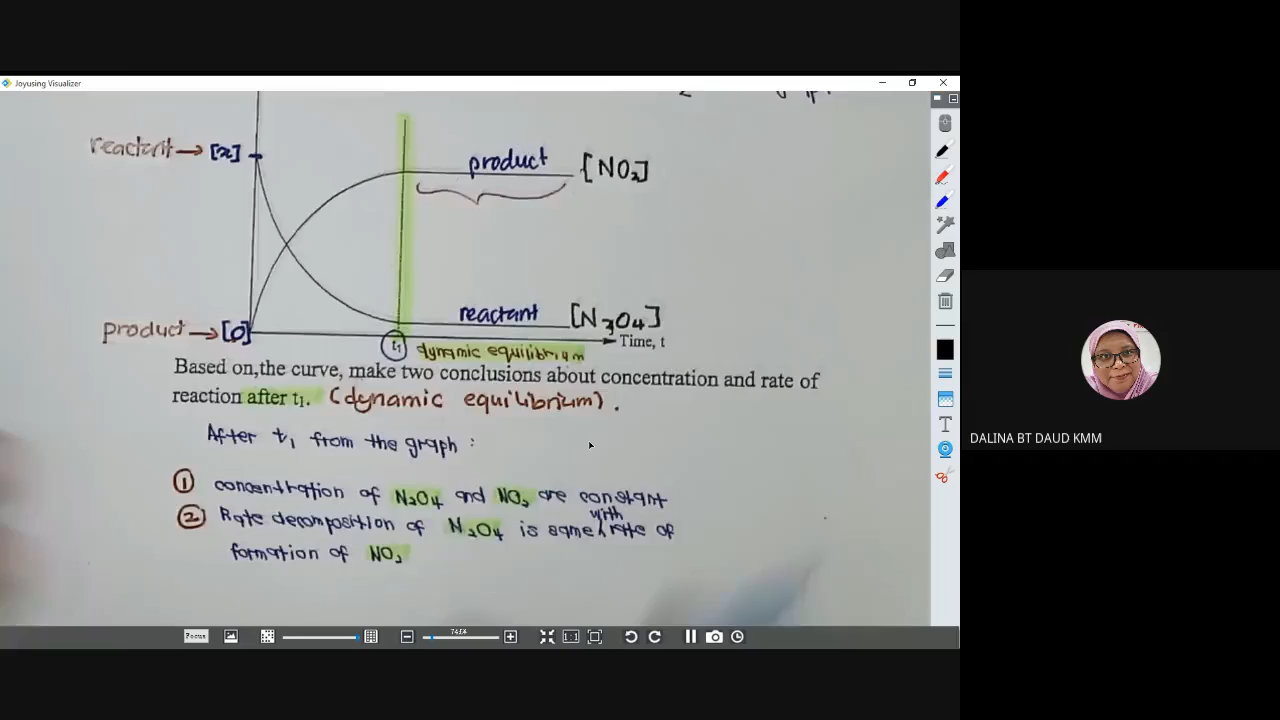 Joyusing Visualizer
reactant → [x]
product
[NO2]
reactant
[N2O4]
product → [0]
t1
dynamic equilibrium
Time, t
Based on,the curve, make two conclusions about concentration and rate of
reaction after t1. (dynamic equilibrium).
After t1 from the graph :
1 concentration of N2O4 and NO2 are constant
2 Rate decomposition of N2O4 is same with rate of
formation of NO2
DALINA BT DAUD KMM
Focus
1:1
T